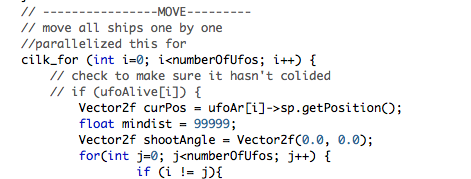 // ----------------MOVE---------
// move all ships one by one
//parallelized this for
cilk_for (int i=0; i<numberOfUfos; i++) {
// check to make sure it hasn't colided
// if (ufoAlive[i]) {
Vector2f curPos = ufoAr[i]->sp.getPosition();
float mindist = 99999;
Vector2f shootAngle = Vector2f(0.0, 0.0);
for(int j=0; j<numberOfUfos; j++) {
if (i != j){